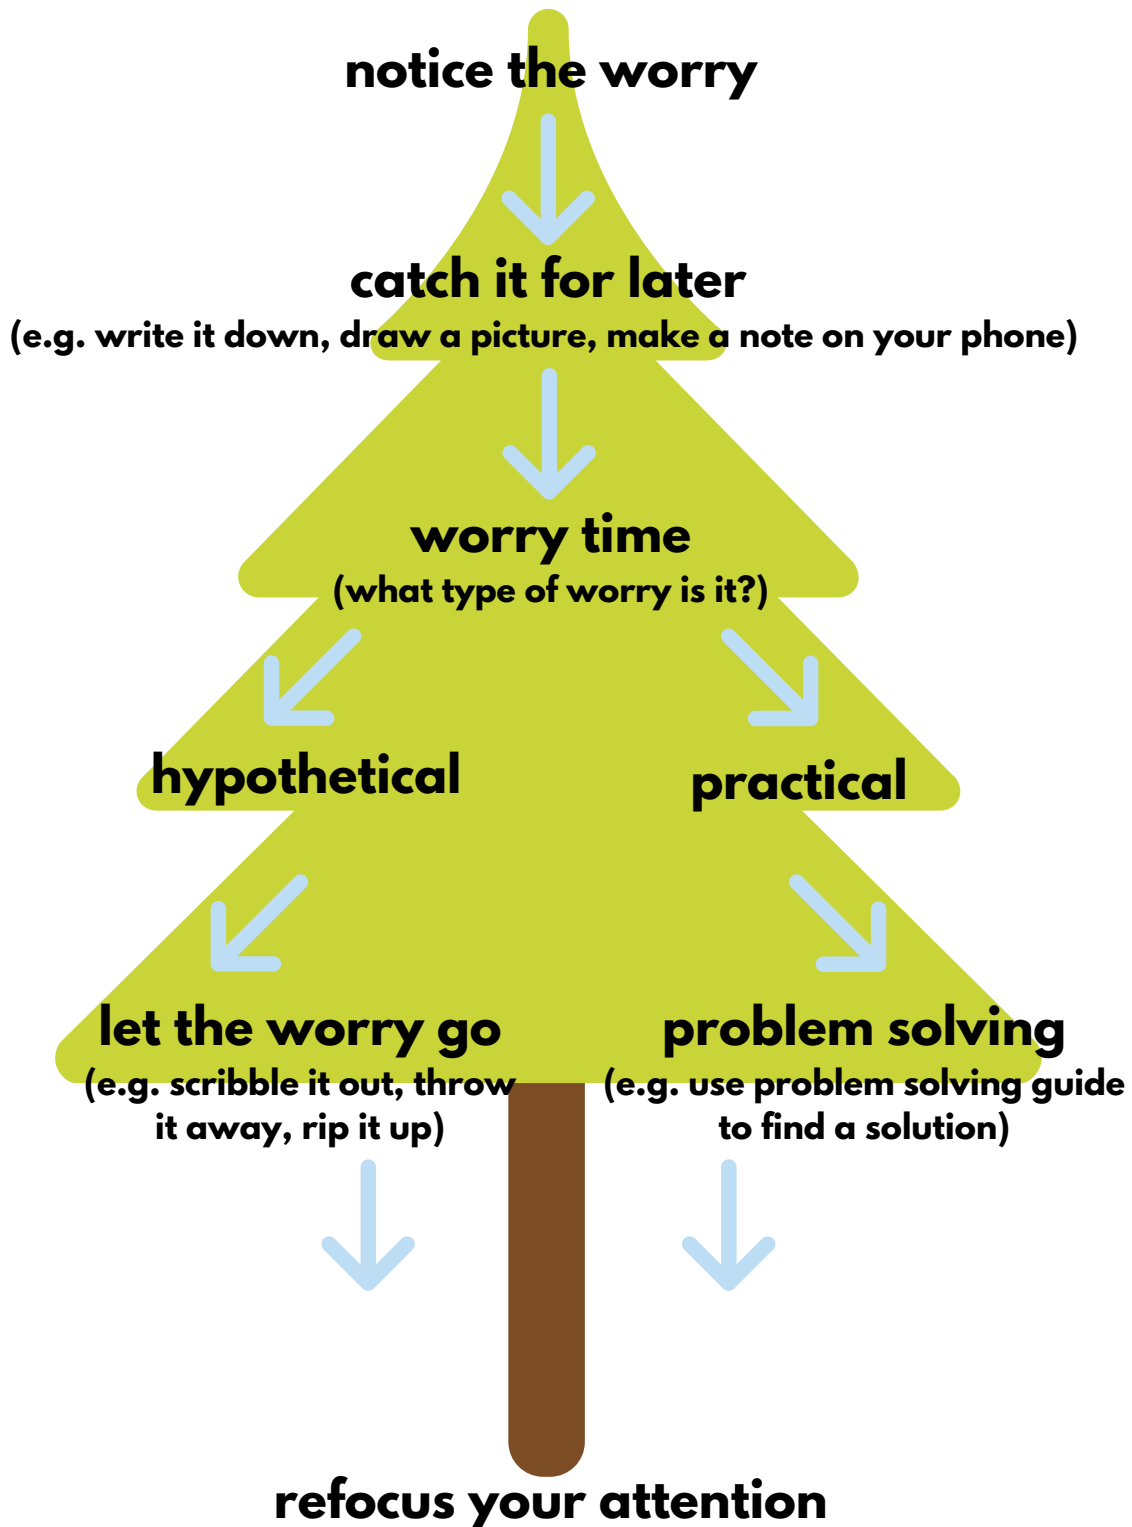 notice the worry
catch it for later
(e.g. write it down, draw a picture, make a note on your phone)
worry time
(what type of worry is it?)
hypothetical
practical
let the worry go
(e.g. scribble it out, throw
it away, rip it up)
problem solving
(e.g. use problem solving guide
to find a solution)
refocus your attention